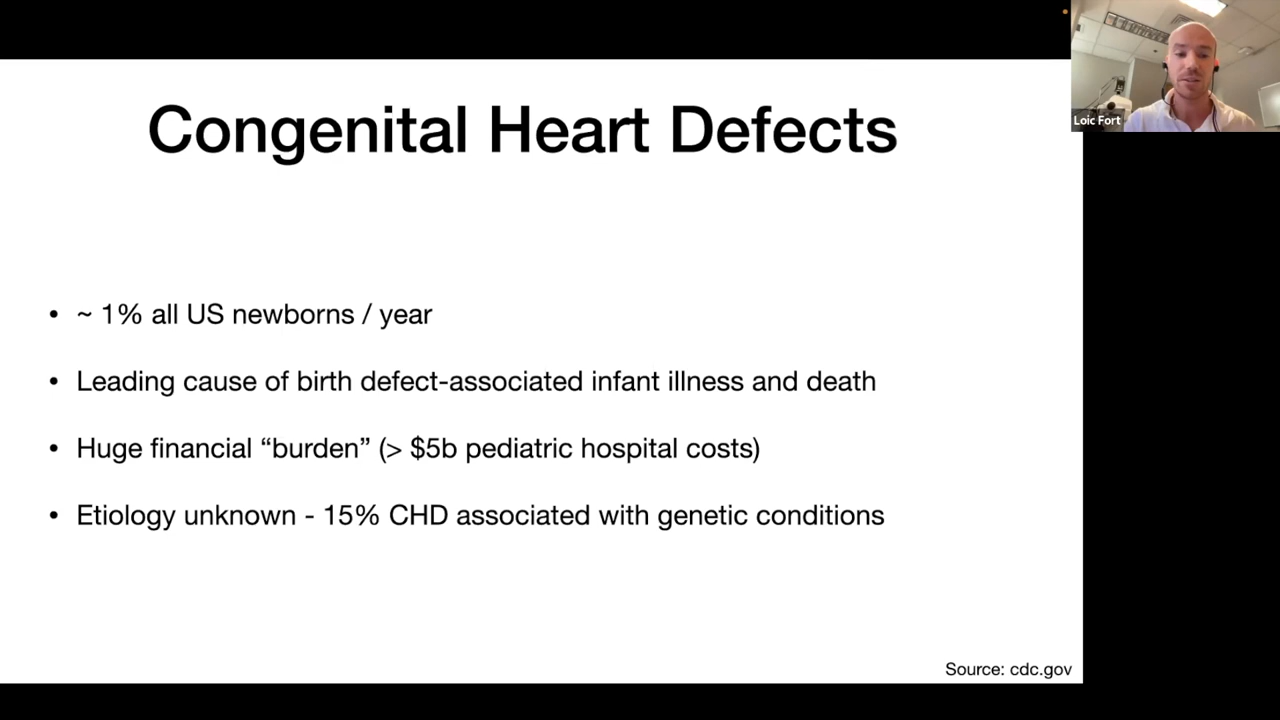 Congenital Heart Defects
Loic Fort
• ~ 1% all US newborns / year
• Leading cause of birth defect-associated infant illness and death
• Huge financial “burden” (> $5b pediatric hospital costs)
• Etiology unknown - 15% CHD associated with genetic conditions
Source: cdc.gov